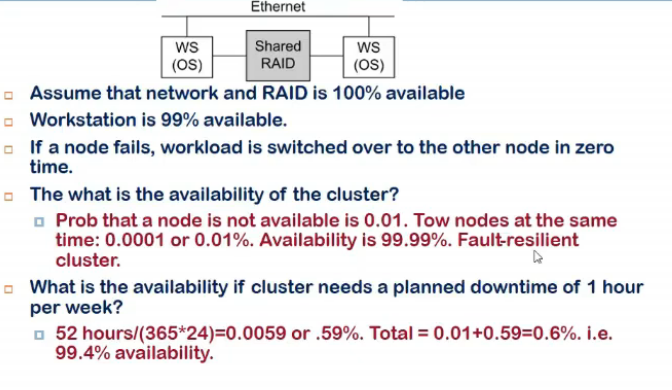 Ethernet
WS
(OS)
Shared
RAID
WS
(OS)
Assume that network and RAID is 100% available
Workstation is 99% available.
If a node fails, workload is switched over to the other node in zero
time.
The what is the availability of the cluster?
Prob that a node is not available is 0.01. Tow nodes at the same
time: 0.0001 or 0.01%. Availability is 99.99%. Fault-resilient
cluster.
What is the availability if cluster needs a planned downtime of 1 hour
per week?
52 hours/(365*24)=0.0059 or .59%. Total = 0.01+0.59=0.6%. i.e.
99.4% availability.